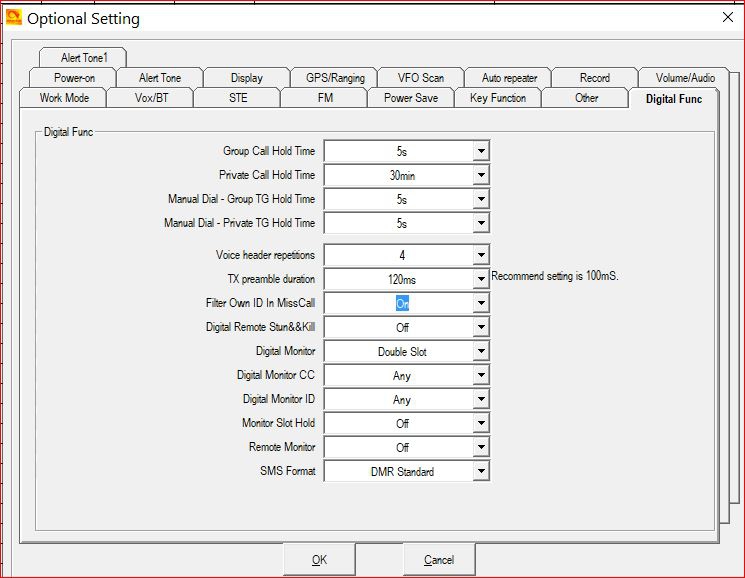 Optional Setting
Alert Tone1
Power-on Alert Tone Display GPS/Ranging VFO Scan Auto repeater Record Volume/Audio
Work Mode Vox/BT STE FM Power Save Key Function Other Digital Func
Digital Func
Group Call Hold Time 5s
Private Call Hold Time 30min
Manual Dial - Group TG Hold Time 5s
Manual Dial - Private TG Hold Time 5s
Voice header repetitions 4
TX preamble duration 120ms Recommend setting is 100mS.
Filter Own ID In MissCall On
Digital Remote Stun&&Kill Off
Digital Monitor Double Slot
Digital Monitor CC Any
Digital Monitor ID Any
Monitor Slot Hold Off
Remote Monitor Off
SMS Format DMR Standard
OK Cancel